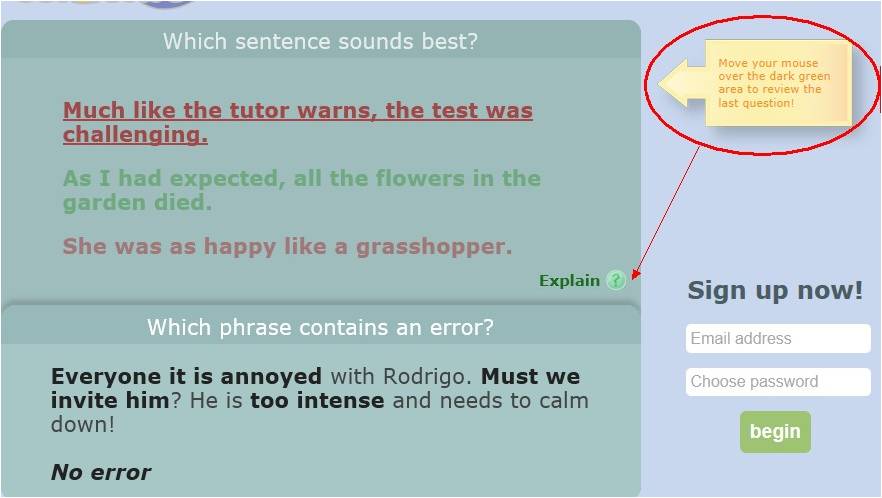 Which sentence sounds best?
Much like the tutor warns, the test was
challenging.
As I had expected, all the flowers in the
garden died.
She was as happy like a grasshopper.
Explain ?
Which phrase contains an error?
Everyone it is annoyed with Rodrigo. Must we
invite him? He is too intense and needs to calm
down!
No error
Move your mouse
over the dark green
area to review the
last question!
Sign up now!
Email address
Choose password
begin